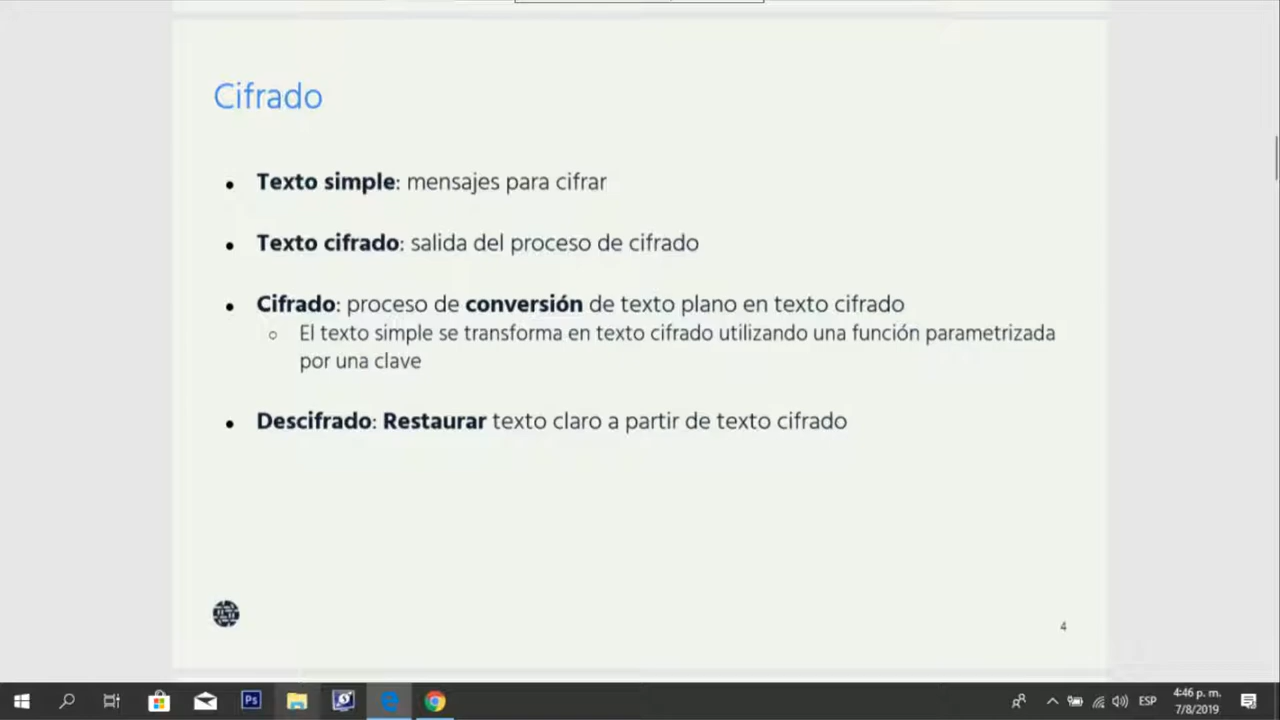 Cifrado
● Texto simple: mensajes para cifrar
● Texto cifrado: salida del proceso de cifrado
● Cifrado: proceso de conversión de texto plano en texto cifrado
○ El texto simple se transforma en texto cifrado utilizando una función parametrizada
por una clave
● Descifrado: Restaurar texto claro a partir de texto cifrado
4
Ps
ESP
4:46 p. m.
7/8/2019